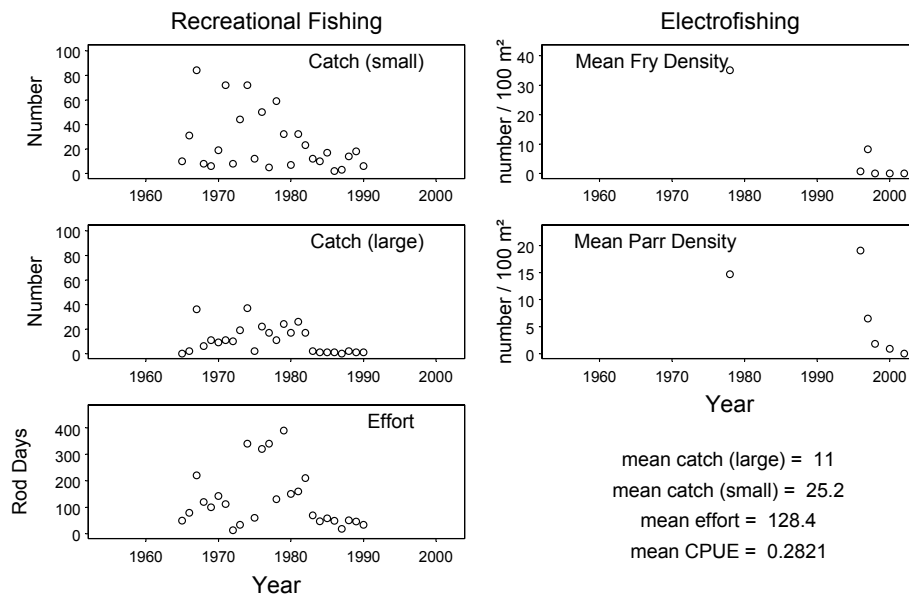 Recreational Fishing
Catch (small)
Number
100
80
60
40
20
0
1960 1970 1980 1990 2000
Catch (large)
Number
100
80
60
40
20
0
1960 1970 1980 1990 2000
Effort
Rod Days
400
300
200
100
0
1960 1970 1980 1990 2000
Year
Electrofishing
Mean Fry Density
number / 100 m²
40
30
20
10
0
1960 1970 1980 1990 2000
Mean Parr Density
number / 100 m²
20
15
10
5
0
1960 1970 1980 1990 2000
Year
mean catch (large) = 11
mean catch (small) = 25.2
mean effort = 128.4
mean CPUE = 0.2821